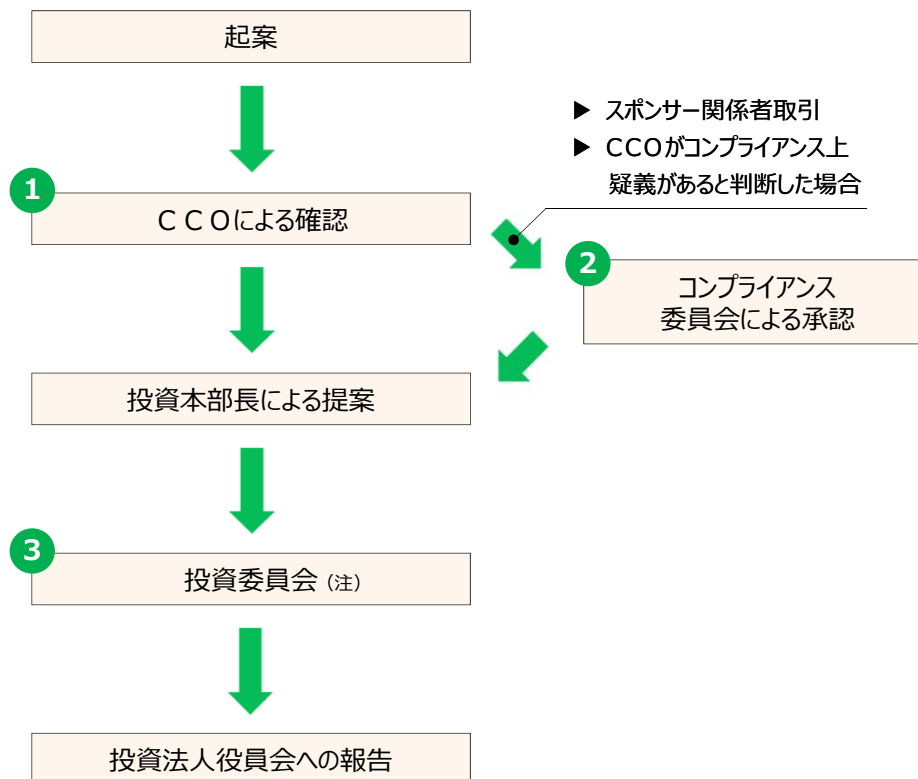 起案
▶ スポンサー関係者取引
▶ CCOがコンプライアンス上
疑義があると判断した場合
1
CCOによる確認
2
コンプライアンス
委員会による承認
投資本部長による提案
3
投資委員会（注）
投資法人役員会への報告